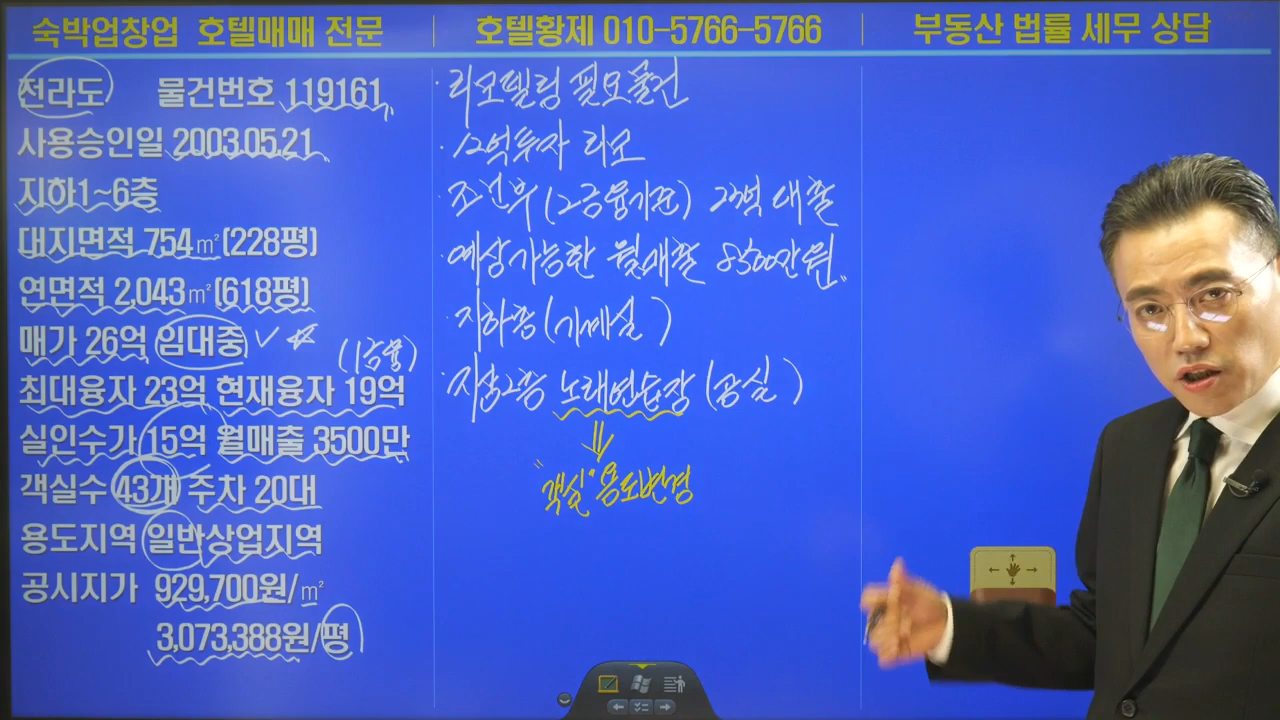 숙박업창업 호텔매매 전문
호텔황제 010-5766-5766
부동산 법률 세무 상담
전라도 물건번호 119161
사용승인일 2003.05.21
지하1~6층
대지면적 754㎡(228평)
연면적 2,043㎡(618평)
매가 26억 임대중
(1금융)
최대융자 23억 현재융자 19억
실인수가 15억 월매출 3500만
객실수 43개 주차 20대
용도지역 일반상업지역
공시지가 929,700원/㎡
3,073,388원/평
· 리모델링 필요물건
· 12억투자 리모
· 조건부(2금융기관) 23억 대출
· 예상가능한 월매출 8500만원
· 지하층(기계실)
· 지상2층 노래연습장(공실)
"객실" 용도변경